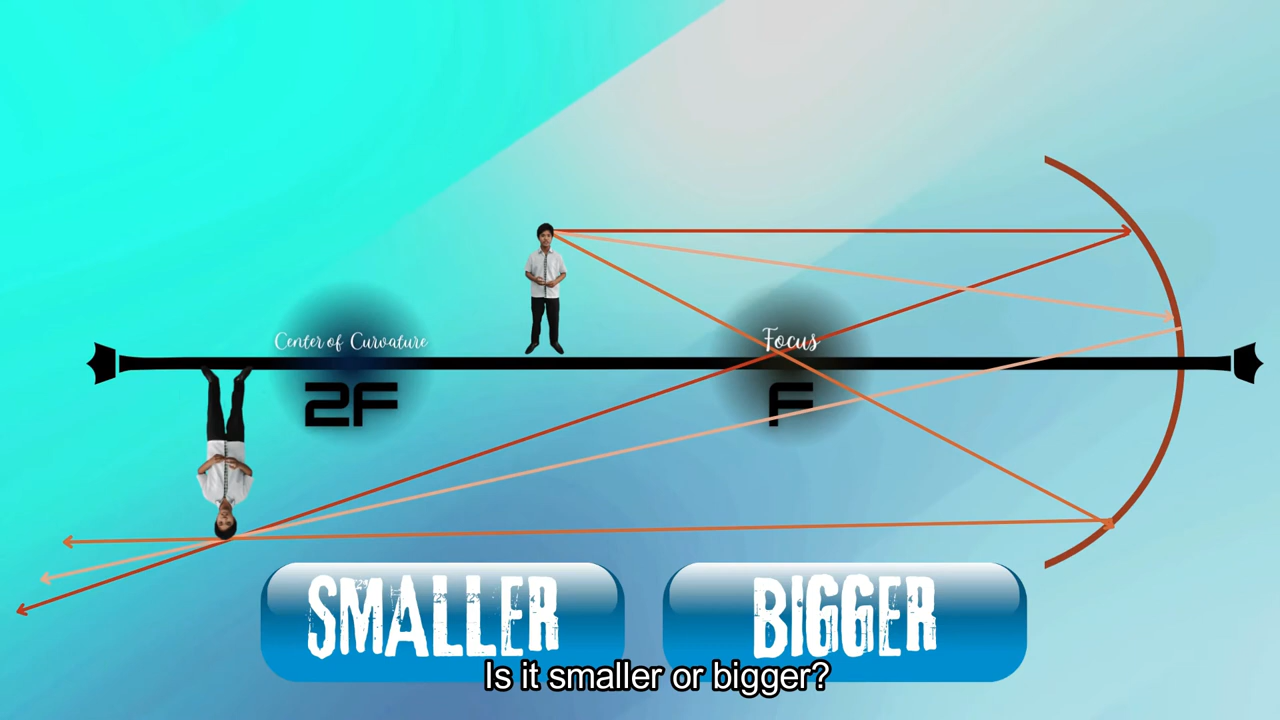 Center of Curvature
Focus
2F
F
SMALLER
BIGGER
Is it smaller or bigger?